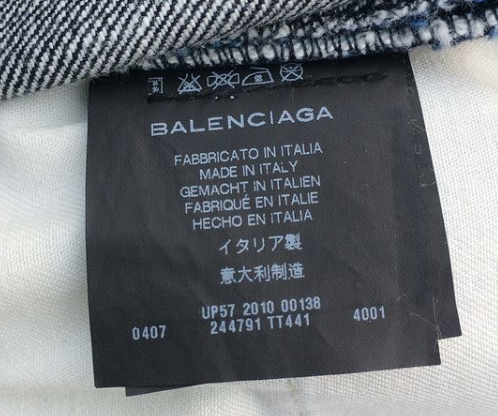 BALENCIAGA
FABBRICATO IN ITALIA
MADE IN ITALY
GEMACHT IN ITALIEN
FABRIQUÉ EN ITALIE
HECHO EN ITALIA
イタリア製
意大利制造
UP57 2010 00138
0407 244791 TT441 4001